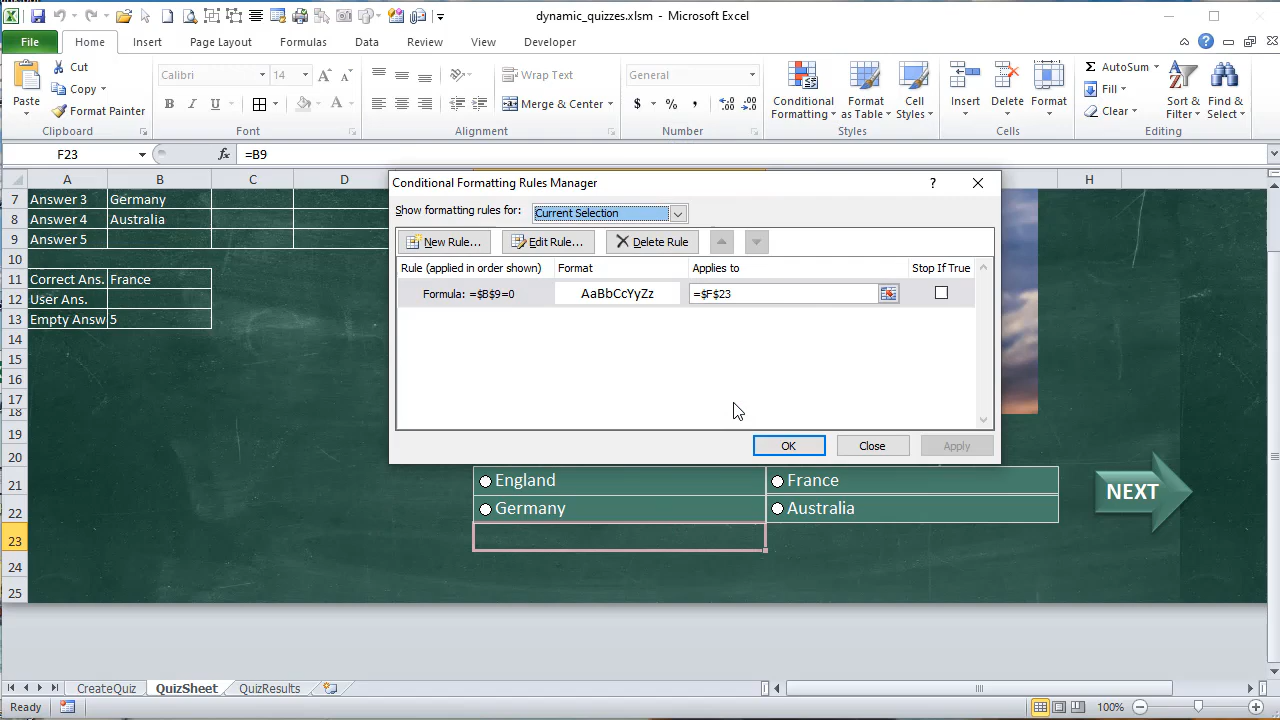 dynamic_quizzes.xlsm - Microsoft Excel
File Home Insert Page Layout Formulas Data Review View Developer
Cut
Copy
Format Painter
Paste
Calibri 14
B I U
Wrap Text
Merge & Center
General
$ % ,
Conditional Formatting
Format as Table
Cell Styles
Insert Delete Format
AutoSum
Fill
Clear
Sort & Filter
Find & Select
Clipboard Font Alignment Number Styles Cells Editing
F23 fx =B9
A B C D H
7 Answer 3 Germany
8 Answer 4 Australia
9 Answer 5
10
11 Correct Ans. France
12 User Ans.
13 Empty Answ 5
14
15
16
17
18
19
20
21
22
23
24
25
Conditional Formatting Rules Manager
Show formatting rules for: Current Selection
New Rule... Edit Rule... Delete Rule
Rule (applied in order shown) Format Applies to Stop If True
Formula: =$B$9=0 AaBbCcYyZz =$F$23
OK Close Apply
England France
Germany Australia
NEXT
CreateQuiz QuizSheet QuizResults
Ready 100%